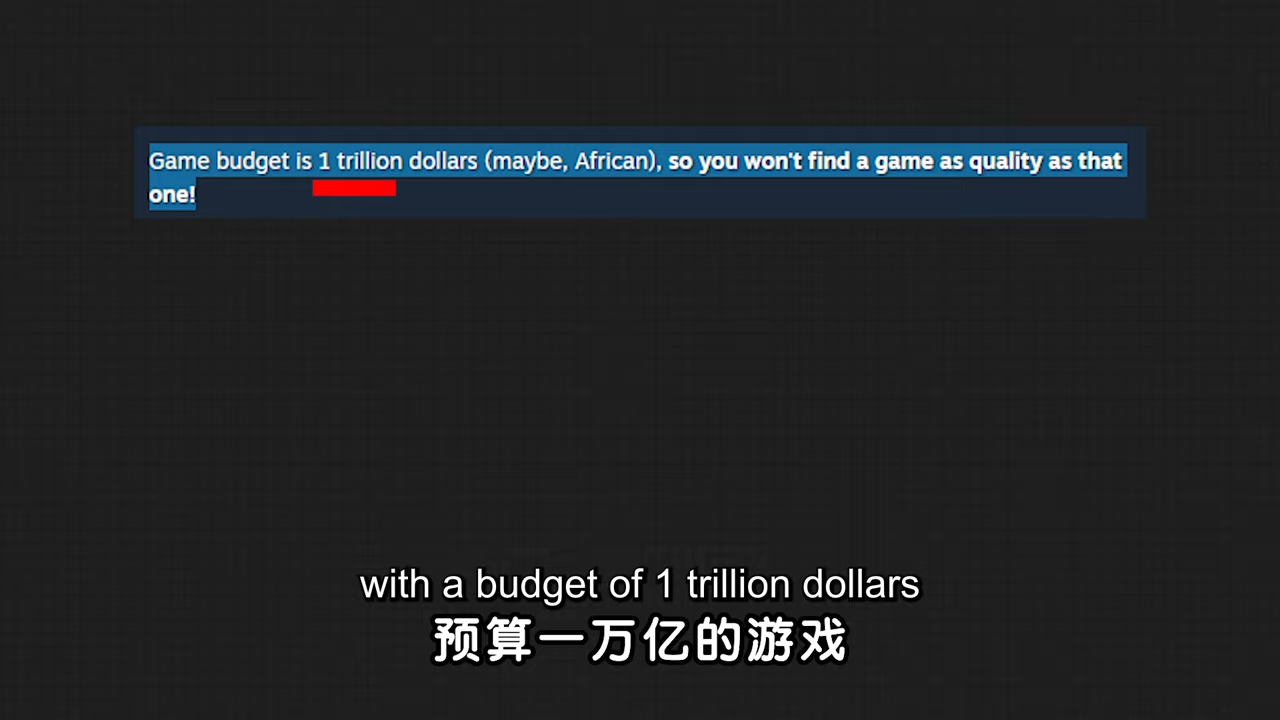 Game budget is 1 trillion dollars (maybe, African), so you won't find a game as quality as that
one!
with a budget of 1 trillion dollars
预算一万亿的游戏